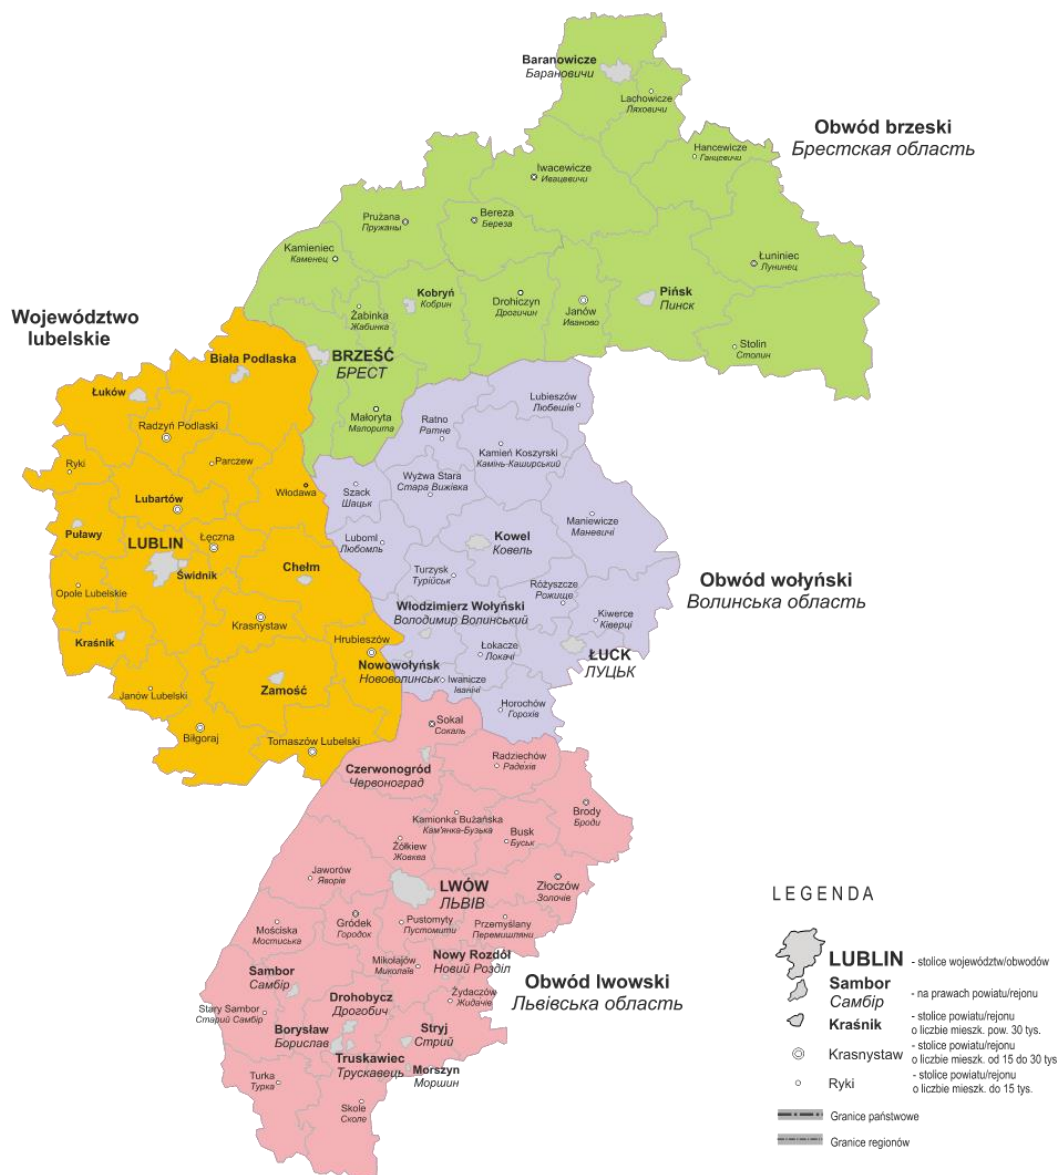 Baranowicze
Барановичи
Lachowicze
Ляховичи
Obwód brzeski
Брестская область
Hancewicze
Ганцевичи
Iwacewicze
Ивацевичи
Prużana
Пружаны
Bereza
Береза
Kamieniec
Каменец
Łuniniec
Лунинец
Kobryń
Кобрин
Drohiczyn
Дрогичин
Janów
Иваново
Pińsk
Пинск
Żabinka
Жабинка
Stolin
Столин
Województwo
lubelskie
Biała Podlaska
BRZEŚĆ
БРЕСТ
Małoryta
Малорита
Łuków
Radzyń Podlaski
Ryki
Parczew
Włodawa
Lubartów
Puławy
LUBLIN
Łęczna
Świdnik
Chełm
Opole Lubelskie
Kraśnik
Krasnystaw
Hrubieszów
Janów Lubelski
Zamość
Biłgoraj
Tomaszów Lubelski
Lubieszów
Любешів
Ratno
Ратне
Kamień Koszyrski
Камінь-Каширський
Wyżwa Stara
Стара Вижівка
Szack
Шацьк
Luboml
Любомль
Kowel
Ковель
Maniewicze
Маневичі
Turzysk
Турійськ
Różyszcze
Рожище
Obwód wołyński
Волинська область
Włodzimierz Wołyński
Володимир Волинський
Kiwerce
Ківерці
Łokacze
Локачі
ŁUCK
ЛУЦЬК
Nowowołyńsk
Нововолинськ
Iwanicze
Іванічі
Horochów
Горохів
Sokal
Сокаль
Radziechów
Радехів
Czerwonogród
Червоноград
Kamionka Bużańska
Кам'янка-Бузька
Brody
Броди
Busk
Буськ
Żółkiew
Жовква
Jaworów
Яворів
LWÓW
ЛЬВІВ
Złoczów
Золочів
Mościska
Мостиська
Gródek
Городок
Pustomyty
Пустомити
Przemyślany
Перемишляни
Mikołajów
Миколаїв
Nowy Rozdół
Новий Розділ
Obwód lwowski
Львівська область
Sambor
Самбір
Żydaczów
Жидачів
Drohobycz
Дрогобич
Stary Sambor
Старий Самбір
Borysław
Борислав
Stryj
Стрий
Truskawiec
Трускавець
Morszyn
Моршин
Turka
Турка
Skole
Сколе
LEGENDA
LUBLIN - stolice województw/obwodów
Sambor
Самбір - na prawach powiatu/rejonu
Kraśnik - stolice powiatu/rejonu
o liczbie mieszk. pow. 30 tys.
Krasnystaw - stolice powiatu/rejonu
o liczbie mieszk. od 15 do 30 tys
Ryki - stolice powiatu/rejonu
o liczbie mieszk. do 15 tys.
Granice państwowe
Granice regionów